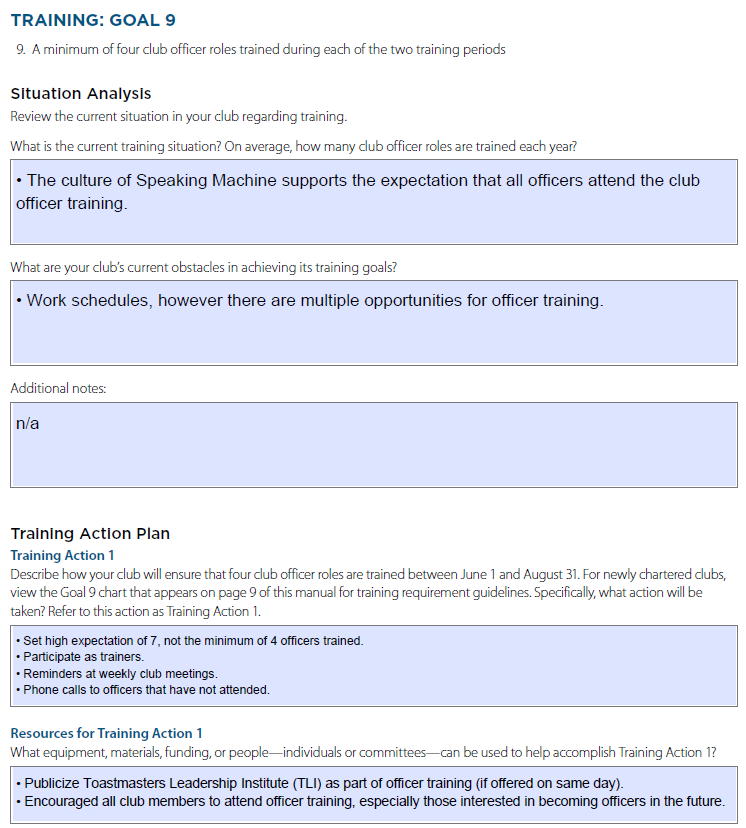 TRAINING: GOAL 9
9. A minimum of four club officer roles trained during each of the two training periods
Situation Analysis
Review the current situation in your club regarding training.
What is the current training situation? On average, how many club officer roles are trained each year?
• The culture of Speaking Machine supports the expectation that all officers attend the club
officer training.
What are your club's current obstacles in achieving its training goals?
• Work schedules, however there are multiple opportunities for officer training.
Additional notes:
n/a
Training Action Plan
Training Action 1
Describe how your club will ensure that four club officer roles are trained between June 1 and August 31. For newly chartered clubs,
view the Goal 9 chart that appears on page 9 of this manual for training requirement guidelines. Specifically, what action will be
taken? Refer to this action as Training Action 1.
• Set high expectation of 7, not the minimum of 4 officers trained.
• Participate as trainers.
• Reminders at weekly club meetings.
• Phone calls to officers that have not attended.
Resources for Training Action 1
What equipment, materials, funding, or people—individuals or committees—can be used to help accomplish Training Action 1?
• Publicize Toastmasters Leadership Institute (TLI) as part of officer training (if offered on same day).
• Encouraged all club members to attend officer training, especially those interested in becoming officers in the future.